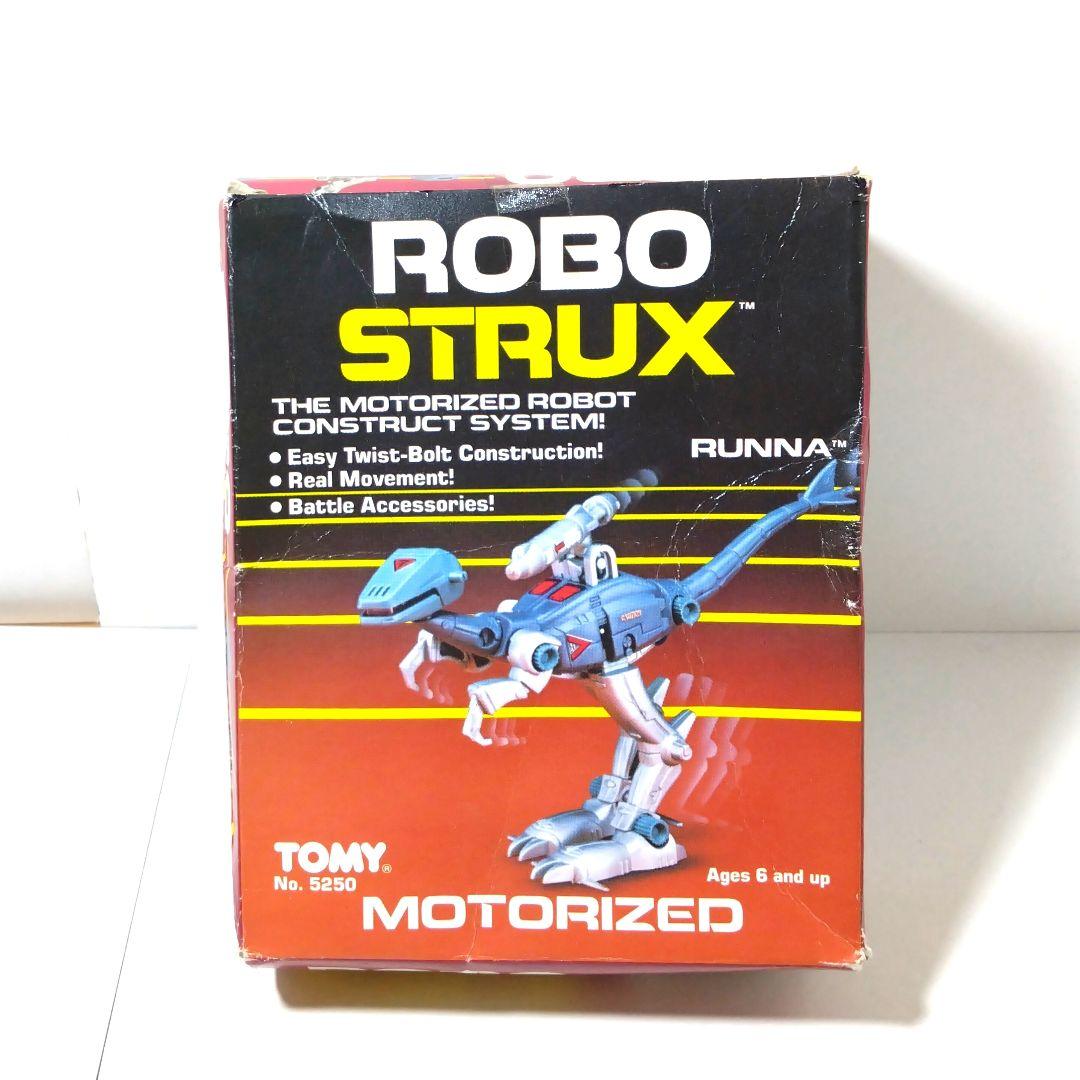 ROBO
STRUX™
THE MOTORIZED ROBOT
CONSTRUCT SYSTEM!
• Easy Twist-Bolt Construction!
• Real Movement!
• Battle Accessories!
RUNNA™
TOMY®
No. 5250
Ages 6 and up
MOTORIZED